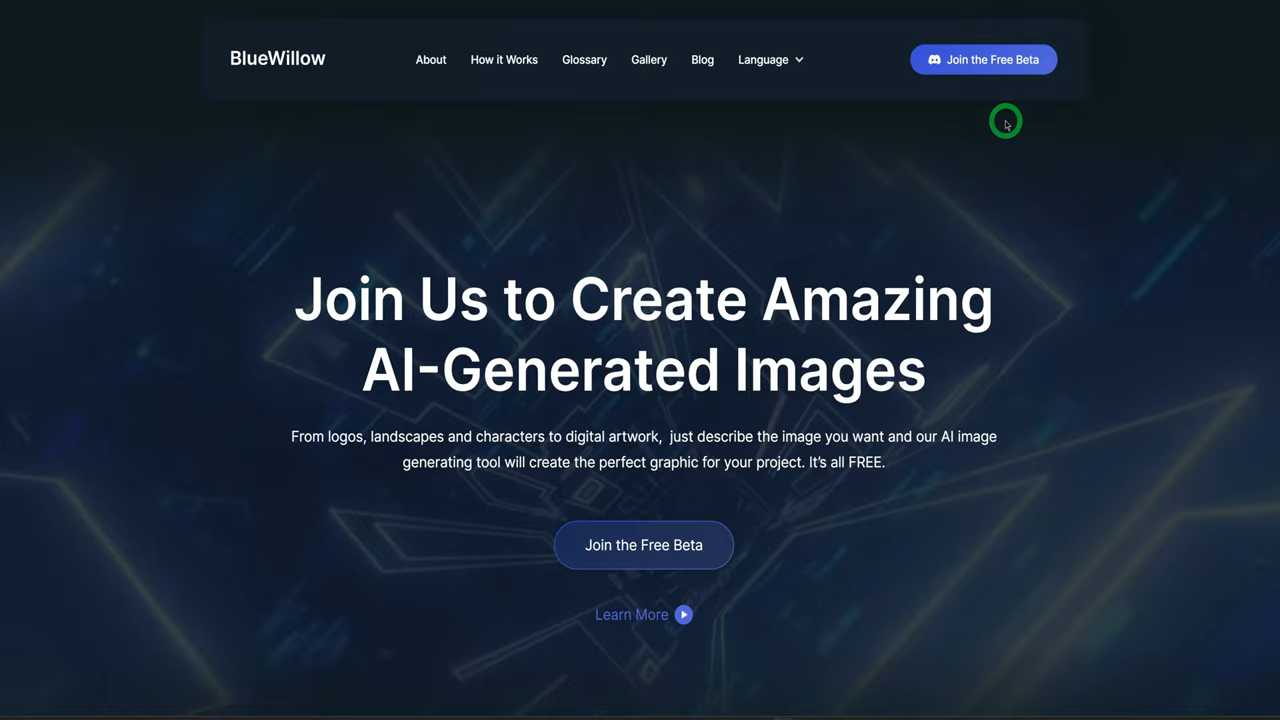 BlueWillow
About
How it Works
Glossary
Gallery
Blog
Language
Join the Free Beta
Join Us to Create Amazing
AI-Generated Images
From logos, landscapes and characters to digital artwork, just describe the image you want and our AI image
generating tool will create the perfect graphic for your project. It's all FREE.
Join the Free Beta
Learn More